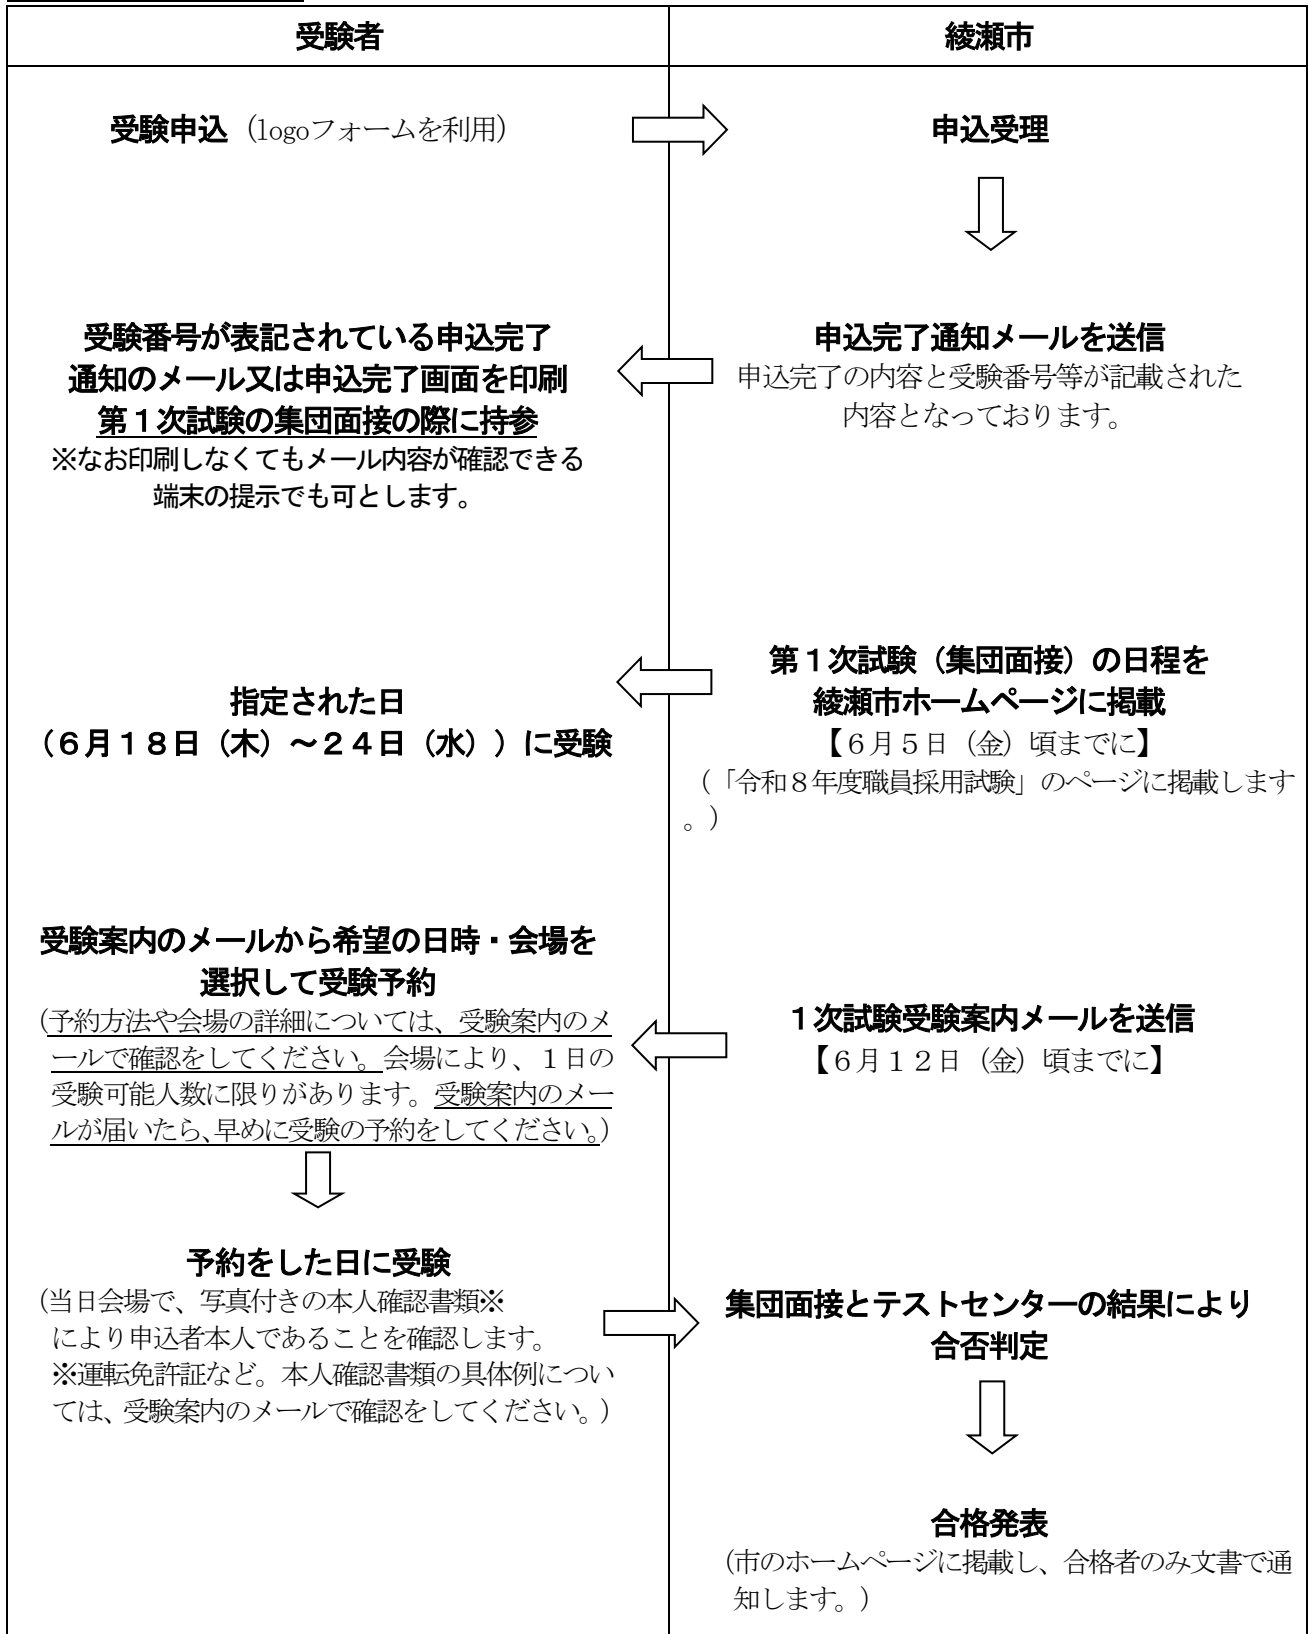 受験者
綾瀬市
受験申込（logoフォームを利用）
申込受理
申込完了通知メールを送信
申込完了の内容と受験番号等が記載された
内容となっております。
受験番号が表記されている申込完了
通知のメール又は申込完了画面を印刷
第１次試験の集団面接の際に持参
※なお印刷しなくてもメール内容が確認できる
端末の提示でも可とします。
第１次試験（集団面接）の日程を
綾瀬市ホームページに掲載
【６月５日（金）頃までに】
（「令和８年度職員採用試験」のページに掲載します
。）
指定された日
（６月１８日（木）～２４日（水））に受験
１次試験受験案内メールを送信
【６月１２日（金）頃までに】
受験案内のメールから希望の日時・会場を
選択して受験予約
（予約方法や会場の詳細については、受験案内のメ
ールで確認をしてください。会場により、１日の
受験可能人数に限りがあります。受験案内のメー
ルが届いたら、早めに受験の予約をしてください。）
予約をした日に受験
（当日会場で、写真付きの本人確認書類※
により申込者本人であることを確認します。
※運転免許証など。本人確認書類の具体例につい
ては、受験案内のメールで確認をしてください。）
集団面接とテストセンターの結果により
合否判定
合格発表
（市のホームページに掲載し、合格者のみ文書で通
知します。）